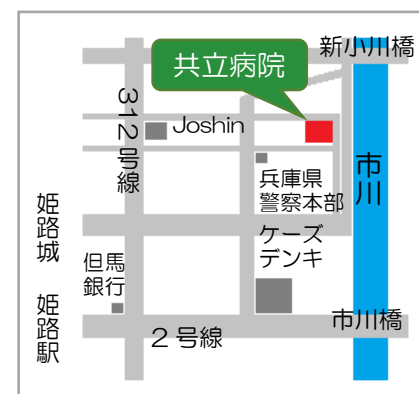 新小川橋
共立病院
312号線
Joshin
市川
兵庫県
警察本部
姫路城
ケーズ
デンキ
但馬
銀行
姫路駅
市川橋
2号線